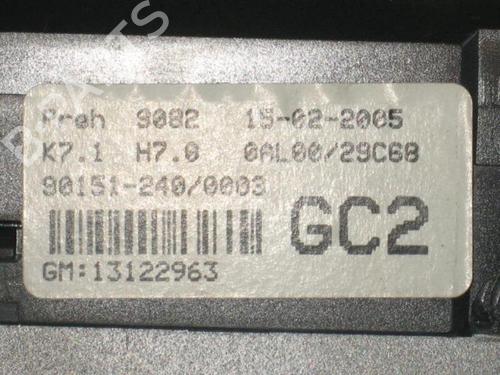 Preh 9082 15-02-2005
K7.1 H7.0 0AL00/29C68
90151-240/0003
GC2
GM:13122963